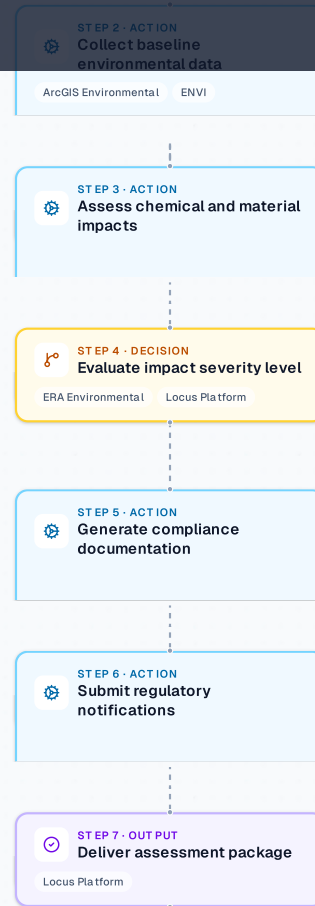 STEP 2 · ACTION
Collect baseline
environmental data
ArcGIS Environmental
ENVI
STEP 3 · ACTION
Assess chemical and material
impacts
STEP 4 · DECISION
Evaluate impact severity level
ERA Environmental
Locus Platform
STEP 5 · ACTION
Generate compliance
documentation
STEP 6 · ACTION
Submit regulatory
notifications
STEP 7 · OUTPUT
Deliver assessment package
Locus Platform